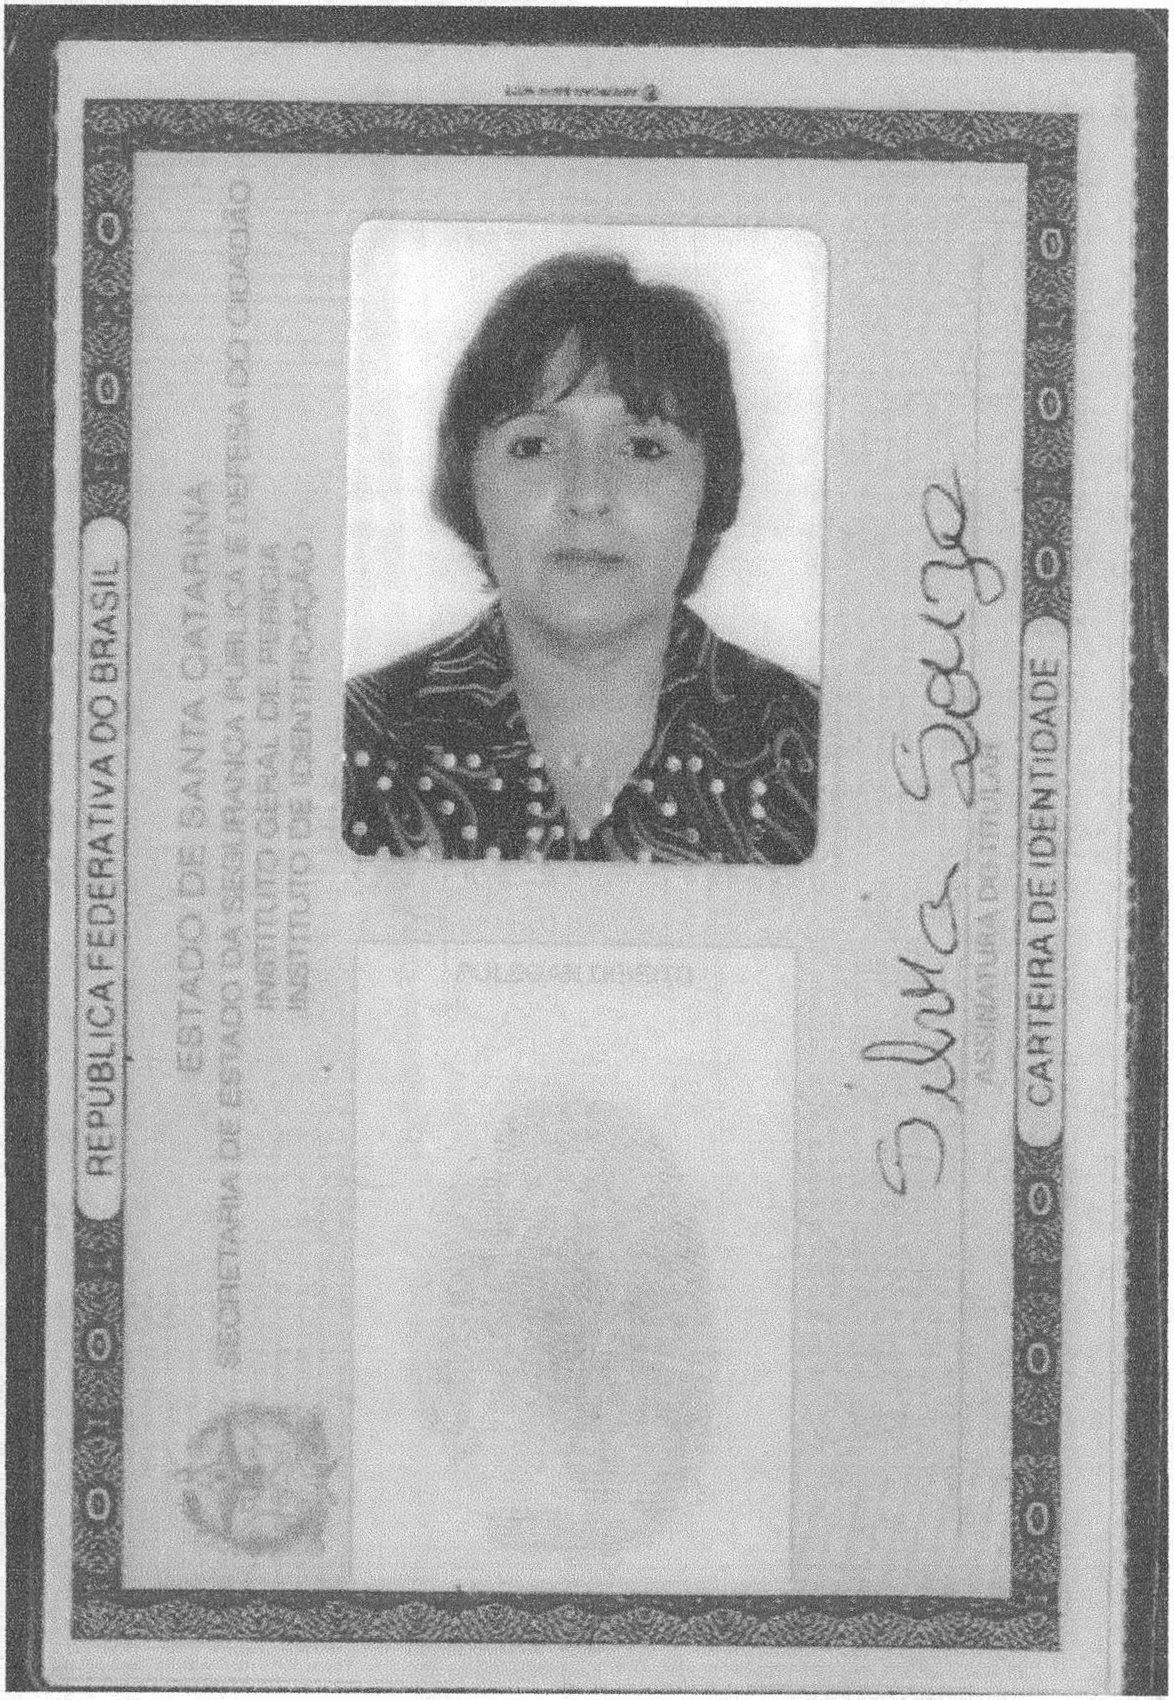 REPÚBLICA FEDERATIVA DO BRASIL
ESTADO DE SANTA CATARINA
SECRETARIA DE ESTADO DA SEGURANÇA PÚBLICA E DEFESA DO CIDADÃO
INSTITUTO GERAL DE PERÍCIA
INSTITUTO DE IDENTIFICAÇÃO
POLEGAR DIREITO
Silvia Souza
ASSINATURA DO TITULAR
CARTEIRA DE IDENTIDADE